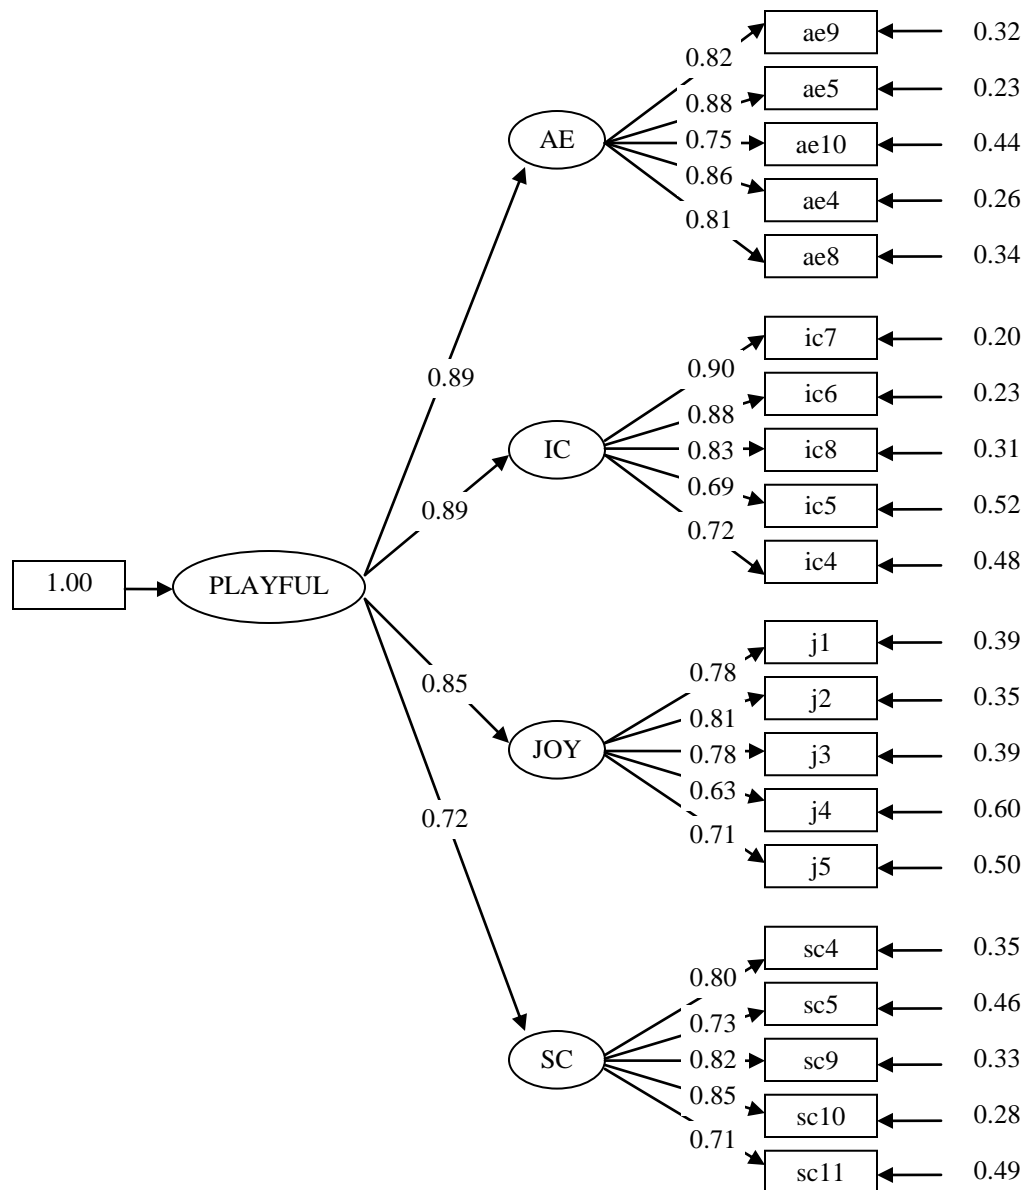 ae9 0.32
0.82
0.88 ae5 0.23
AE 0.75 ae10 0.44
0.86 ae4 0.26
0.81
ae8 0.34
ic7 0.20
0.90
0.89 ic6 0.23
0.88
IC 0.83 ic8 0.31
0.69
0.89 ic5 0.52
0.72
ic4 0.48
1.00 PLAYFUL
j1 0.39
0.78
0.85 j2 0.35
0.81
JOY 0.78 j3 0.39
0.63
j4 0.60
0.72 0.71
j5 0.50
sc4 0.35
0.80
sc5 0.46
0.73
SC 0.82 sc9 0.33
0.85
sc10 0.28
0.71
sc11 0.49